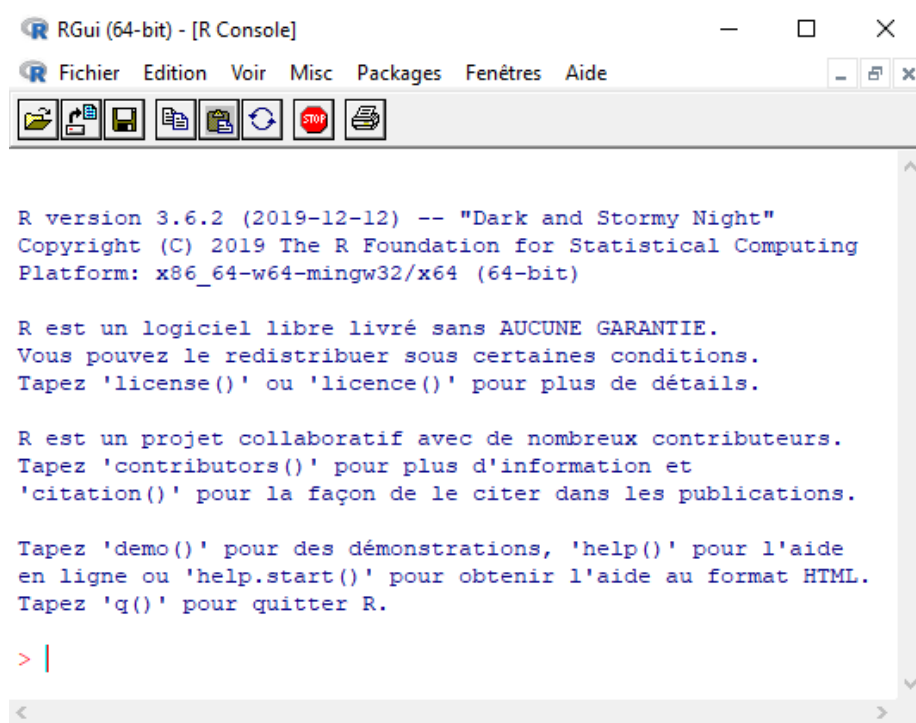 RGui (64-bit) - [R Console]
Fichier Edition Voir Misc Packages Fenêtres Aide
STOP
R version 3.6.2 (2019-12-12) -- "Dark and Stormy Night"
Copyright (C) 2019 The R Foundation for Statistical Computing
Platform: x86_64-w64-mingw32/x64 (64-bit)
R est un logiciel libre livré sans AUCUNE GARANTIE.
Vous pouvez le redistribuer sous certaines conditions.
Tapez 'license()' ou 'licence()' pour plus de détails.
R est un projet collaboratif avec de nombreux contributeurs.
Tapez 'contributors()' pour plus d'information et
'citation()' pour la façon de le citer dans les publications.
Tapez 'demo()' pour des démonstrations, 'help()' pour l'aide
en ligne ou 'help.start()' pour obtenir l'aide au format HTML.
Tapez 'q()' pour quitter R.
>